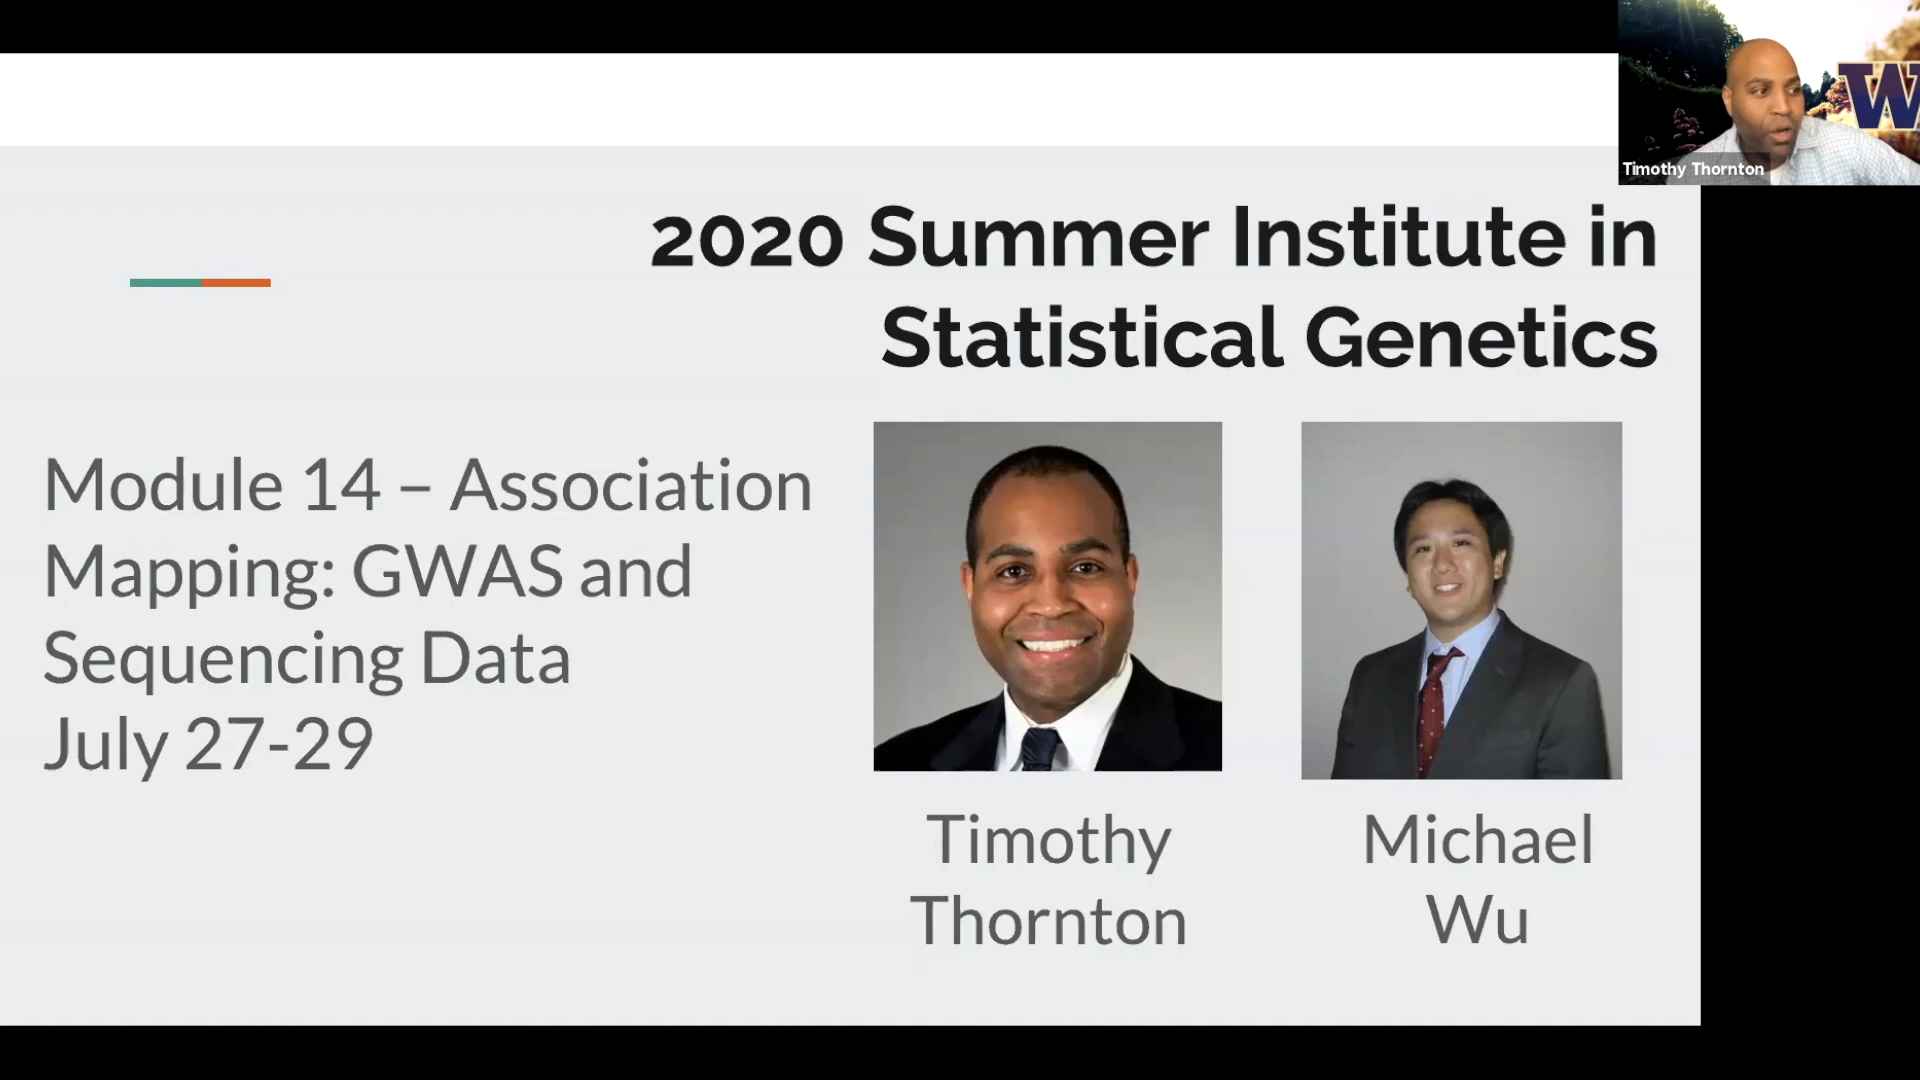 W
Timothy Thornton
2020 Summer Institute in
Statistical Genetics
Module 14 – Association
Mapping: GWAS and
Sequencing Data
July 27-29
Timothy
Thornton
Michael
Wu